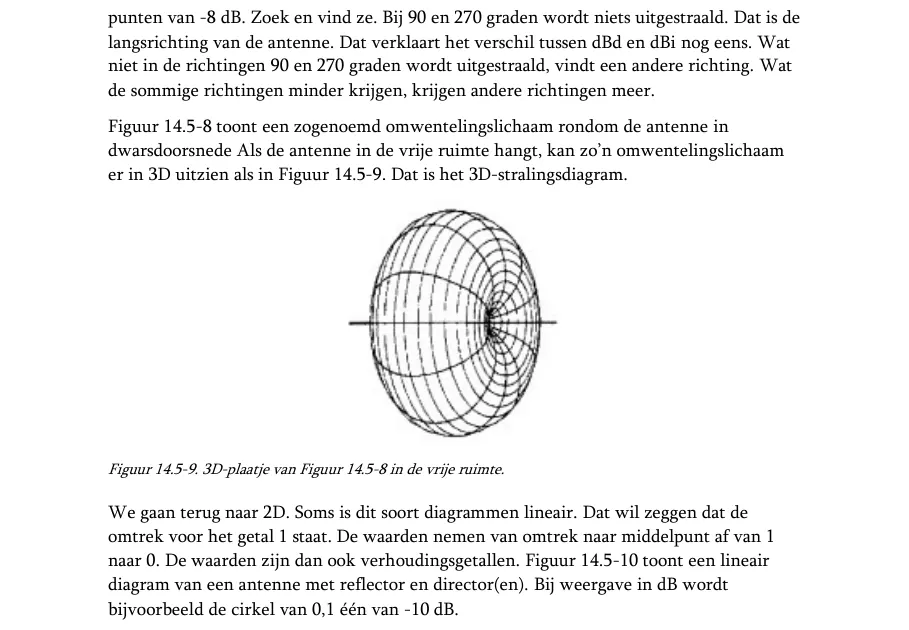 punten van -8 dB. Zoek en vind ze. Bij 90 en 270 graden wordt niets uitgestraald. Dat is de
langsrichting van de antenne. Dat verklaart het verschil tussen dBd en dBi nog eens. Wat
niet in de richtingen 90 en 270 graden wordt uitgestraald, vindt een andere richting. Wat
de sommige richtingen minder krijgen, krijgen andere richtingen meer.
Figuur 14.5-8 toont een zogenoemd omwentelingslichaam rondom de antenne in
dwarsdoorsnede Als de antenne in de vrije ruimte hangt, kan zo’n omwentelingslichaam
er in 3D uitzien als in Figuur 14.5-9. Dat is het 3D-stralingsdiagram.
Figuur 14.5-9. 3D-plaatje van Figuur 14.5-8 in de vrije ruimte.
We gaan terug naar 2D. Soms is dit soort diagrammen lineair. Dat wil zeggen dat de
omtrek voor het getal 1 staat. De waarden nemen van omtrek naar middelpunt af van 1
naar 0. De waarden zijn dan ook verhoudingsgetallen. Figuur 14.5-10 toont een lineair
diagram van een antenne met reflector en director(en). Bij weergave in dB wordt
bijvoorbeeld de cirkel van 0,1 één van -10 dB.